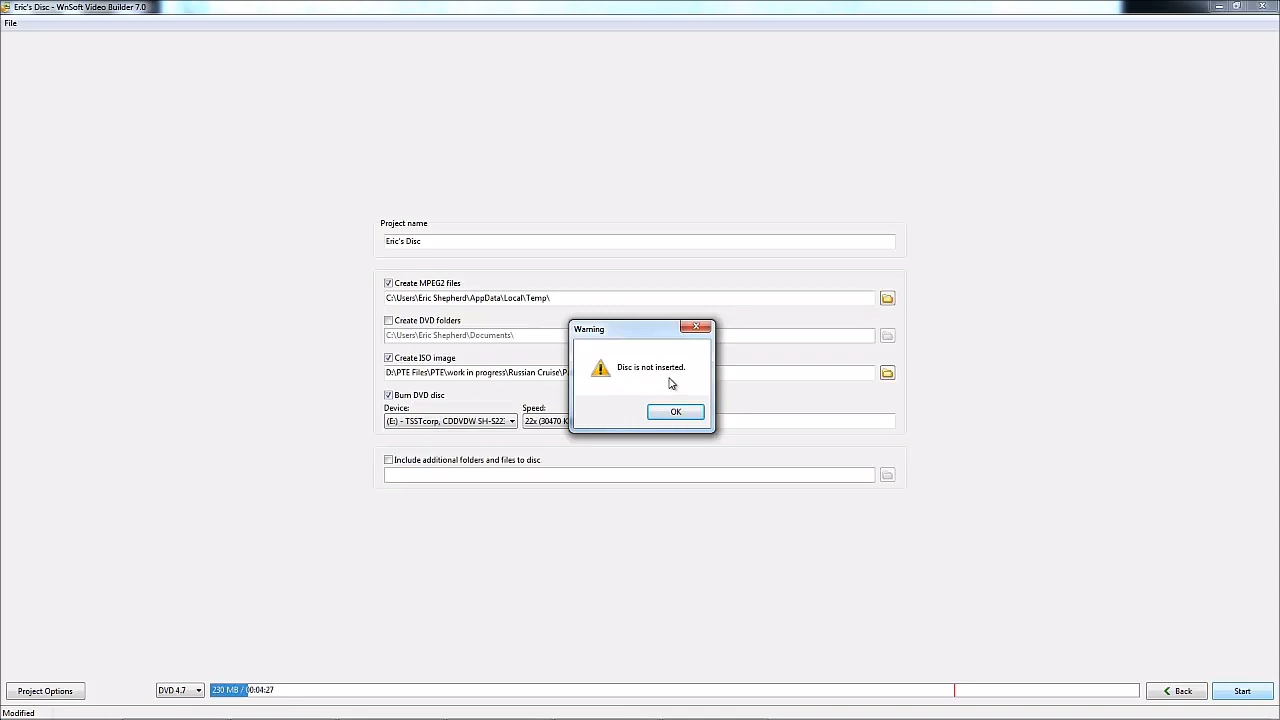 Eric's Disc - WnSoft Video Builder 7.0
File
Project name
Eric's Disc
Create MPEG2 files
C:\Users\Eric Shepherd\AppData\Local\Temp\
Create DVD folders
C:\Users\Eric Shepherd\Documents\
Create ISO image
D:\PTE Files\PTE\work in progress\Russian Cruise\
Burn DVD disc
Device: Speed:
(E:) - TSSTcorp, CDDVDW SH-S22 22x (30470
Include additional folders and files to disc
Warning
Disc is not inserted.
OK
Project Options DVD 4.7 230 MB / 00:04:27 Back Start
Modified